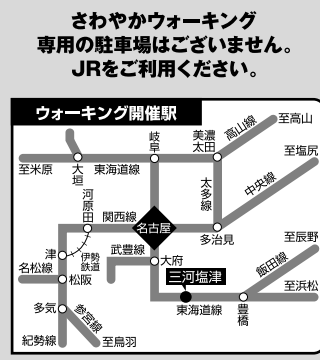 さわやかウォーキング
専用の駐車場はございません。
JRをご利用ください。
ウォーキング開催駅
至高山
高山線
岐阜
美濃太田
至塩尻
至米原
大垣
東海道線
太多線
中央線
河原田
関西線
名古屋
多治見
至辰野
津
伊勢鉄道
武豊線
大府
飯田線
名松線
松阪
三河塩津
至浜松
多気
参宮線
東海道線
豊橋
紀勢線
至鳥羽